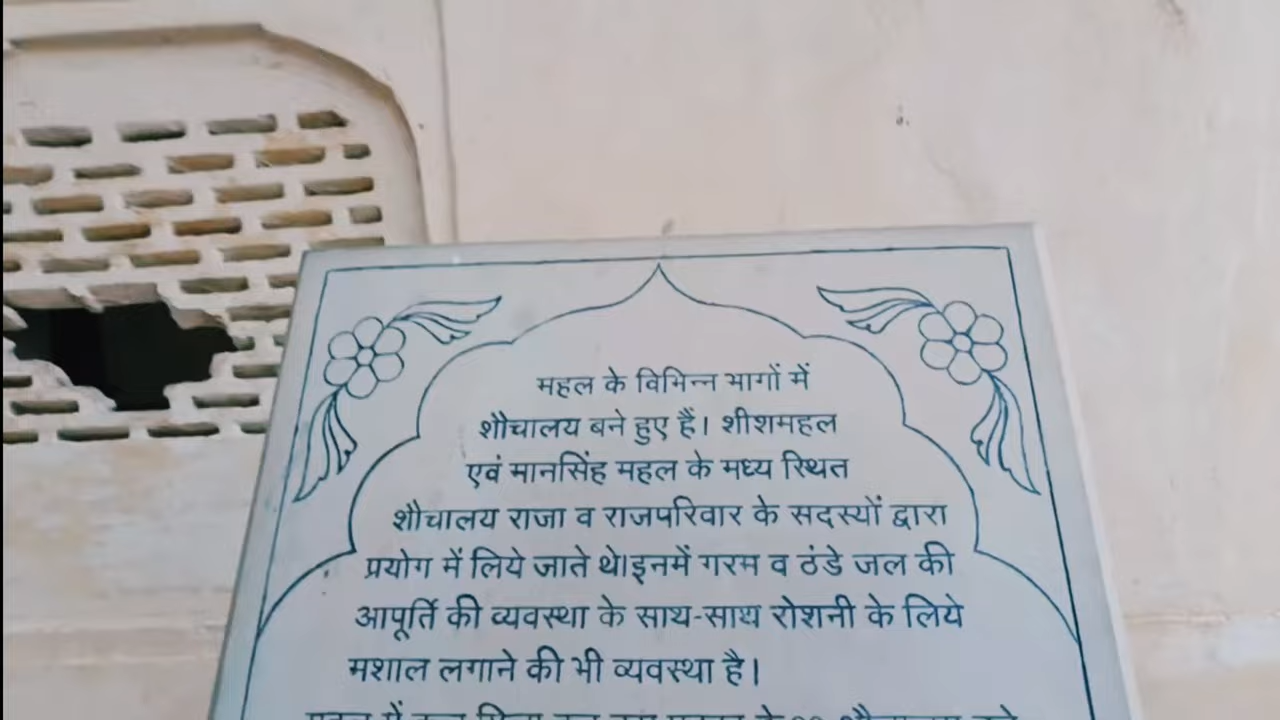 महल के विभिन्न भागों में
शौचालय बने हुए हैं। शीशमहल
एवं मानसिंह महल के मध्य स्थित
शौचालय राजा व राजपरिवार के सदस्यों द्वारा
प्रयोग में लिये जाते थे।इनमें गरम व ठंडे जल की
आपूर्ति की व्यवस्था के साथ-साथ रोशनी के लिये
मशाल लगाने की भी व्यवस्था है।